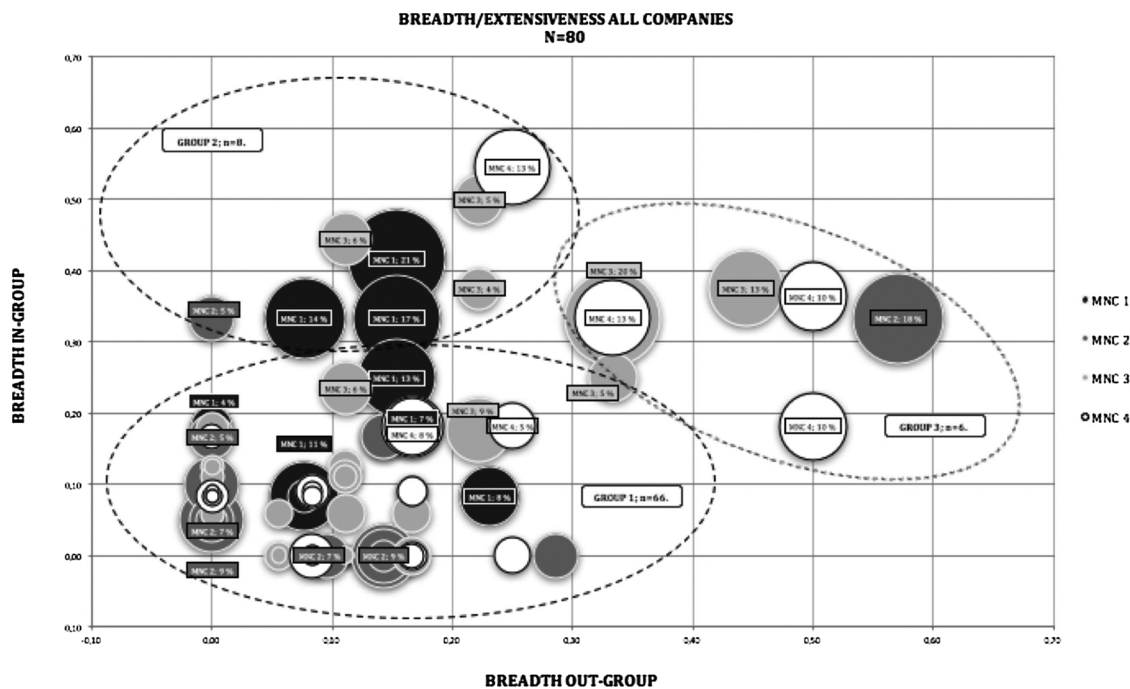 BREADTH/EXTENSIVENESS ALL COMPANIES
N=80
0,70
0,60
GROUP 2; n=8.
MNC 4; 13 %
0,50
MNC 3; 5 %
MNC 3; 6 %
MNC 1; 21 %
0,40
MNC 3; 20 %
MNC 3; 4 %
MNC 3; 13 %
MNC 4; 10 %
MNC 2; 5 %
MNC 1; 14 %
MNC 1; 17 %
MNC 4; 13 %
MNC 2; 18 %
MNC 1
0,30
MNC 2
MNC 1; 13 %
MNC 3
MNC 3; 6 %
MNC 3; 5 %
MNC 1; 4 %
0,20
MNC 3; 9 %
MNC 4
MNC 1; 7 %
MNC 4; 5 %
MNC 4; 10 %
GROUP 3; n=6.
MNC 2; 5 %
MNC 4; 8 %
MNC 1; 11 %
0,10
MNC 1; 8 %
GROUP 1; n=66.
MNC 2; 7 %
0,00
MNC 2; 7 %
MNC 2; 9 %
MNC 2; 9 %
0,10
-0,10
0,00
0,20
0,30
0,40
0,50
0,60
0,70
BREADTH IN-GROUP
BREADTH OUT-GROUP